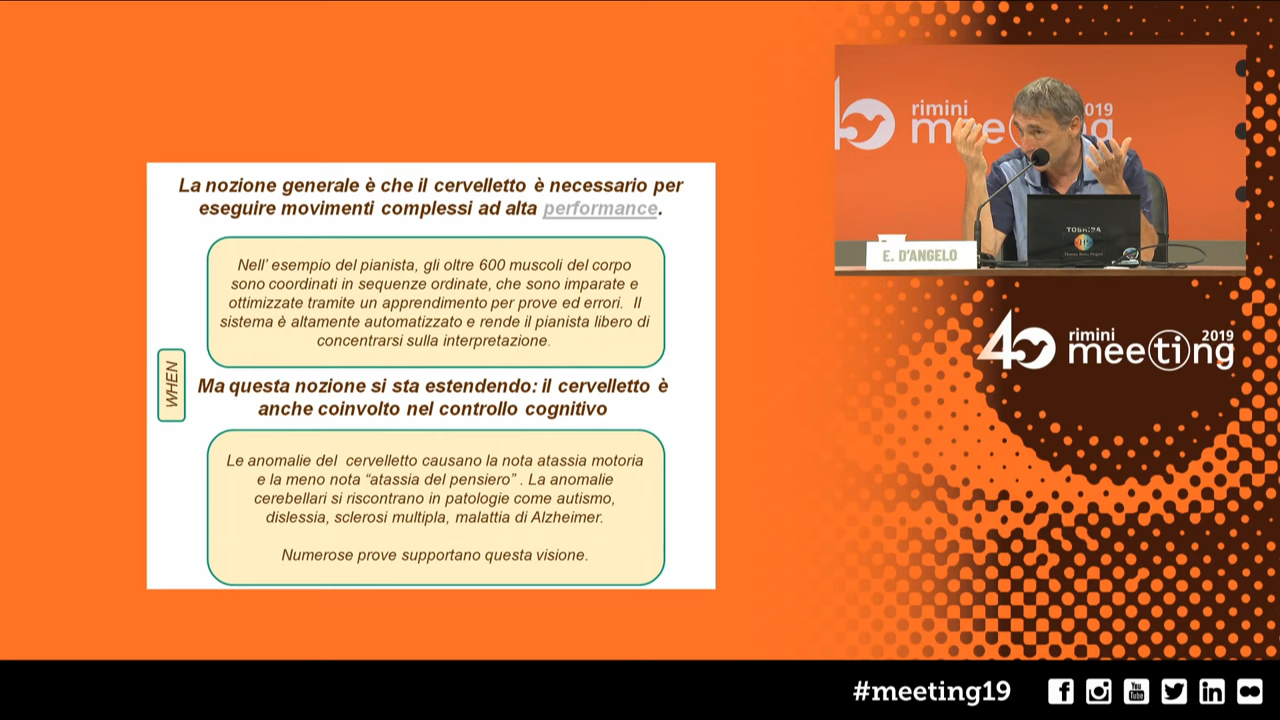 La nozione generale è che il cervelletto è necessario per
eseguire movimenti complessi ad alta performance.
Nell' esempio del pianista, gli oltre 600 muscoli del corpo
sono coordinati in sequenze ordinate, che sono imparate e
ottimizzate tramite un apprendimento per prove ed errori. Il
sistema è altamente automatizzato e rende il pianista libero di
concentrarsi sulla interpretazione.
WHEN
Ma questa nozione si sta estendendo: il cervelletto è
anche coinvolto nel controllo cognitivo
Le anomalie del cervelletto causano la nota atassia motoria
e la meno nota “atassia del pensiero” . La anomalie
cerebellari si riscontrano in patologie come autismo,
dislessia, sclerosi multipla, malattia di Alzheimer.
Numerose prove supportano questa visione.
rimini 2019
TOSHIBA
E. D'ANGELO
40 rimini 2019
meeting
#meeting19
You
Tube